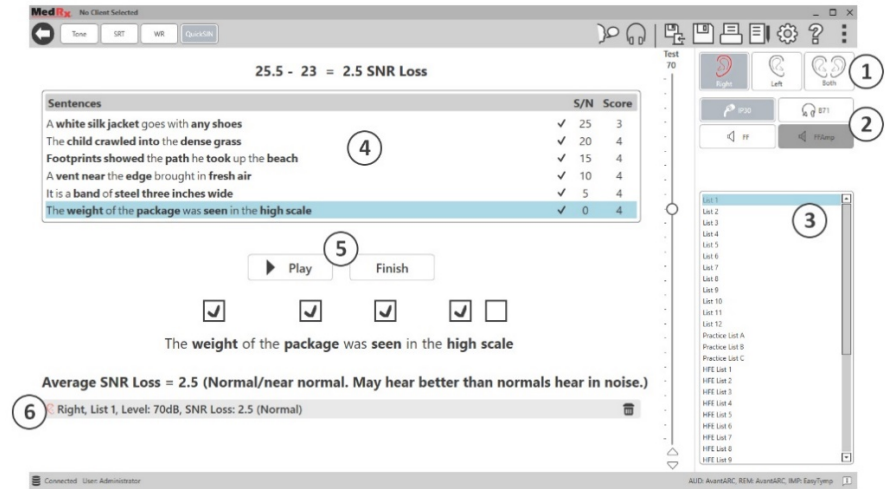 MedRx No Client Selected
Tone SRT WR QuickSIN
Test
70
25.5 - 23 = 2.5 SNR Loss
Right Left Both
1
Sentences S/N Score
A white silk jacket goes with any shoes ✓ 25 3
The child crawled into the dense grass ✓ 20 4
Footprints showed the path he took up the beach ✓ 15 4
A vent near the edge brought in fresh air ✓ 10 4
It is a band of steel three inches wide ✓ 5 4
The weight of the package was seen in the high scale ✓ 0 4
4
IP30 B71
2
FF FFAmp
List 1
List 2
List 3
List 4
List 5
List 6
List 7
List 8
List 9
List 10
List 11
List 12
Practice List A
Practice List B
Practice List C
HFE List 1
HFE List 2
HFE List 3
HFE List 4
HFE List 5
HFE List 6
HFE List 7
HFE List 8
HFE List 9
3
5
Play Finish
The weight of the package was seen in the high scale
Average SNR Loss = 2.5 (Normal/near normal. May hear better than normals hear in noise.)
6
Right, List 1, Level: 70dB, SNR Loss: 2.5 (Normal)
Connected User: Administrator
AUD: AvantARC, REM: AvantARC, IMP: EasyTymp